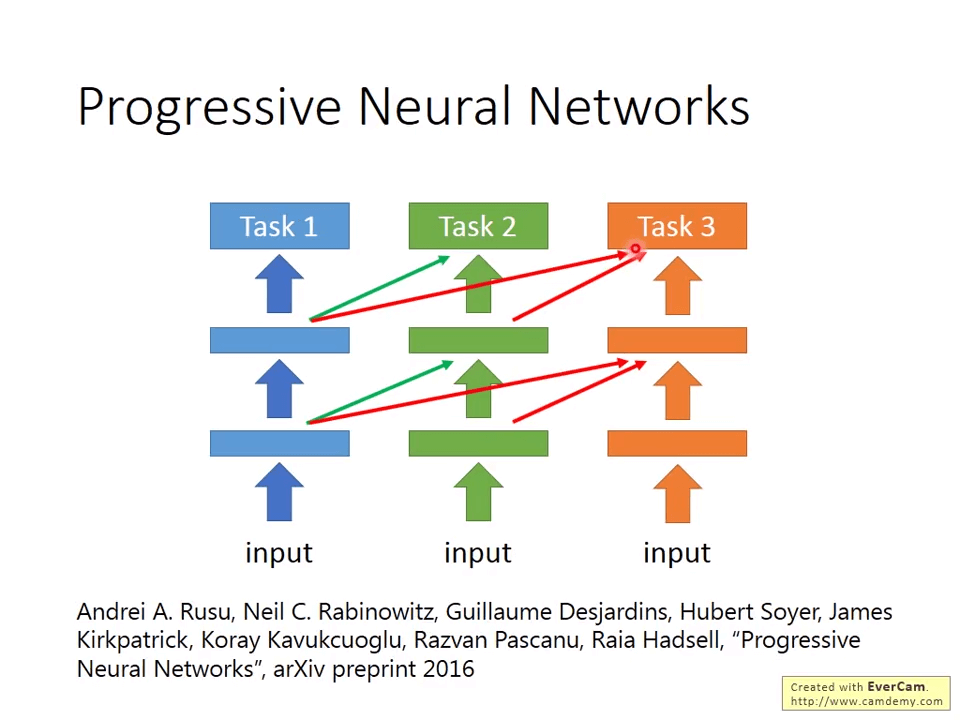 Progressive Neural Networks
Task 1
Task 2
Task 3
input
input
input
Andrei A. Rusu, Neil C. Rabinowitz, Guillaume Desjardins, Hubert Soyer, James
Kirkpatrick, Koray Kavukcuoglu, Razvan Pascanu, Raia Hadsell, “Progressive
Neural Networks”, arXiv preprint 2016
Created with EverCam.
http://www.camdemy.com